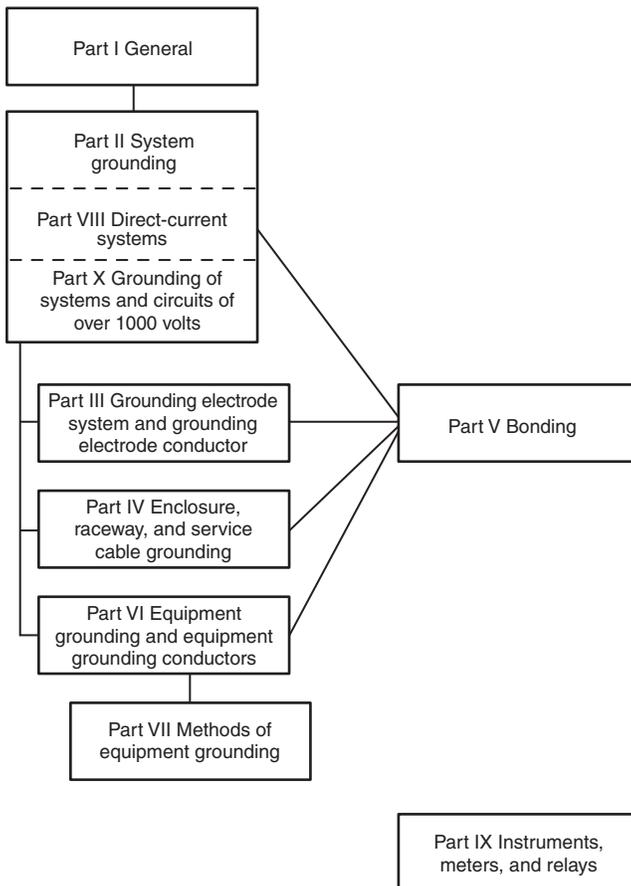 Part I General
Part II System
grounding
Part VIII Direct-current
systems
Part X Grounding of
systems and circuits of
over 1000 volts
Part III Grounding electrode
system and grounding
electrode conductor
Part V Bonding
Part IV Enclosure,
raceway, and service
cable grounding
Part VI Equipment
grounding and equipment
grounding conductors
Part VII Methods of
equipment grounding
Part IX Instruments,
meters, and relays